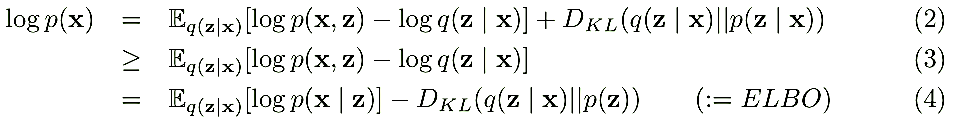 log p(𝐱) = 𝔼_{q(𝐳|𝐱)}[log p(𝐱, 𝐳) − log q(𝐳 | 𝐱)] + D_{KL}(q(𝐳 | 𝐱)||p(𝐳 | 𝐱)) (2)
≥ 𝔼_{q(𝐳|𝐱)}[log p(𝐱, 𝐳) − log q(𝐳 | 𝐱)] (3)
= 𝔼_{q(𝐳|𝐱)}[log p(𝐱 | 𝐳)] − D_{KL}(q(𝐳 | 𝐱)||p(𝐳)) (:= ELBO) (4)